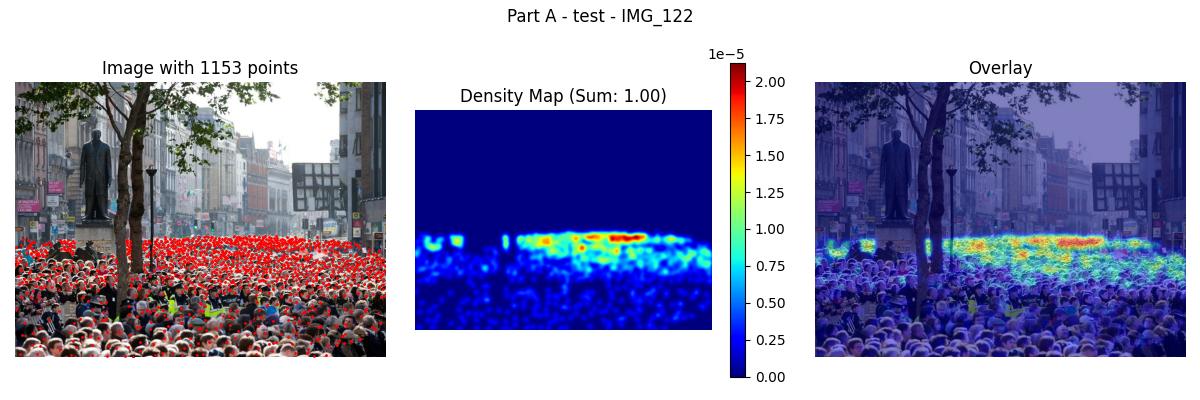 Part A - test - IMG_122
Image with 1153 points
Density Map (Sum: 1.00)
1e−5
2.00
1.75
1.50
1.25
1.00
0.75
0.50
0.25
0.00
Overlay